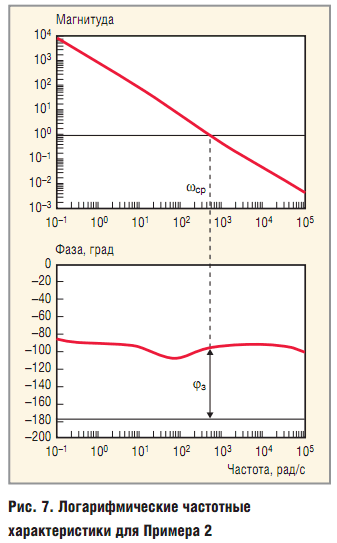 Магнитуда
10⁴
10³
10²
10¹
10⁰
10⁻¹
10⁻²
10⁻³
ωср
10⁻¹ 10⁰ 10¹ 10² 10³ 10⁴ 10⁵
Фаза, град
0
−20
−40
−60
−80
−100
−120
−140
−160
−180
−200
φз
10⁻¹ 10⁰ 10¹ 10² 10³ 10⁴ 10⁵
Частота, рад/с
Рис. 7. Логарифмические частотные
характеристики для Примера 2